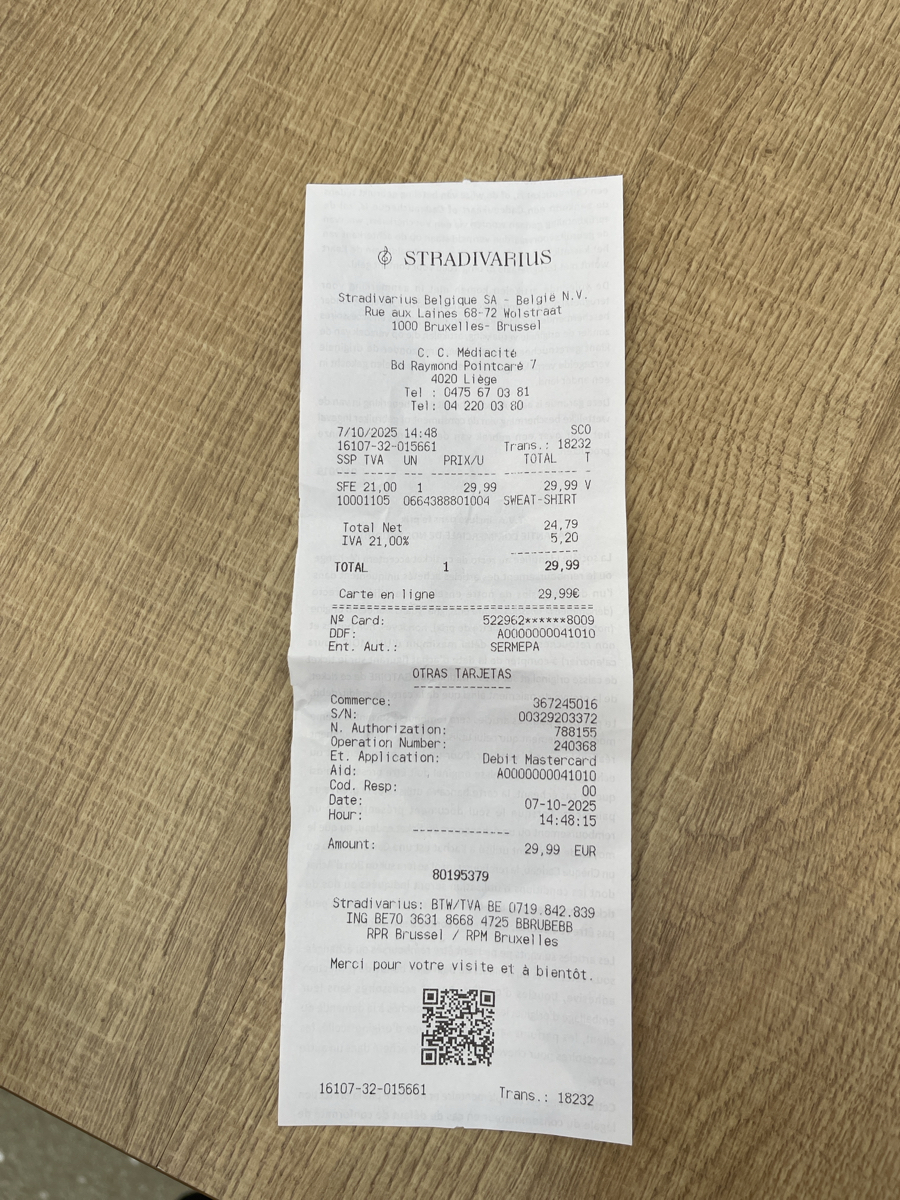 STRADIVARIUS
Stradivarius Belgique SA - België N.V.
Rue aux Laines 68-72 Wolstraat
1000 Bruxelles- Brussel
C. C. Médiacité
Bd Raymond Pointcaré 7
4020 Liège
Tel : 0475 67 03 81
Tel: 04 220 03 80
7/10/2025 14:48 SCO
16107-32-015661 Trans.: 18232
SSP TVA UN PRIX/U TOTAL T
SFE 21,00 1 29,99 29,99 V
10001105 0664388801004 SWEAT-SHIRT
Total Net 24,79
IVA 21,00% 5,20
TOTAL 1 29,99
Carte en ligne 29,99€
Nº Card: 522962******8009
DDF: A0000000041010
Ent. Aut.: SERMEPA
OTRAS TARJETAS
Commerce: 367245016
S/N: 00329203372
N. Authorization: 788155
Operation Number: 240368
Et. Application: Debit Mastercard
Aid: A0000000041010
Cod. Resp: 00
Date: 07-10-2025
Hour: 14:48:15
Amount: 29,99 EUR
80195379
Stradivarius: BTW/TVA BE 0719.842.839
ING BE70 3631 8668 4725 BBRUBEBB
RPR Brussel / RPM Bruxelles
Merci pour votre visite et à bientôt.
16107-32-015661 Trans.: 18232